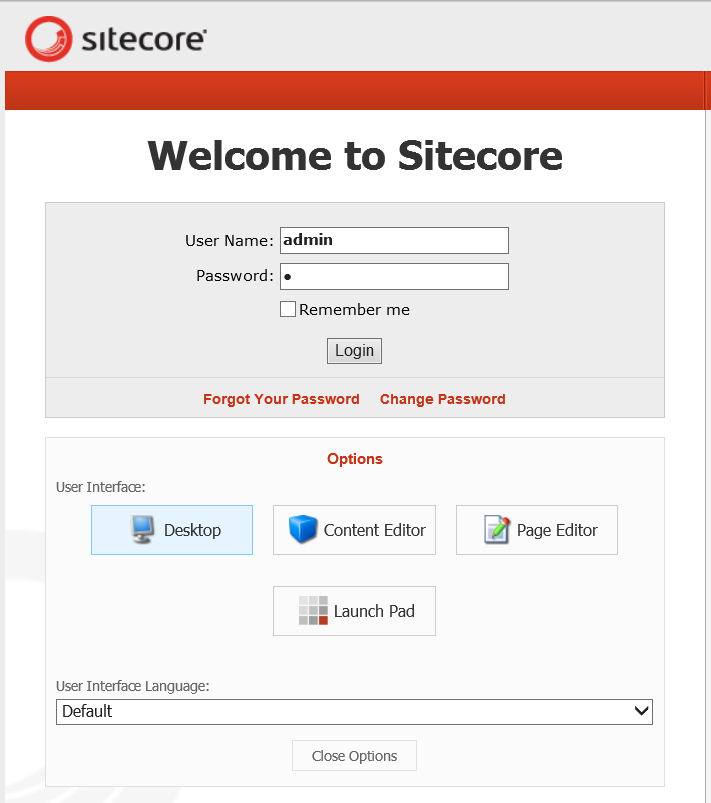 sitecore
Welcome to Sitecore
User Name: admin
Password: •
Remember me
Login
Forgot Your Password Change Password
Options
User Interface:
Desktop Content Editor Page Editor
Launch Pad
User Interface Language:
Default
Close Options